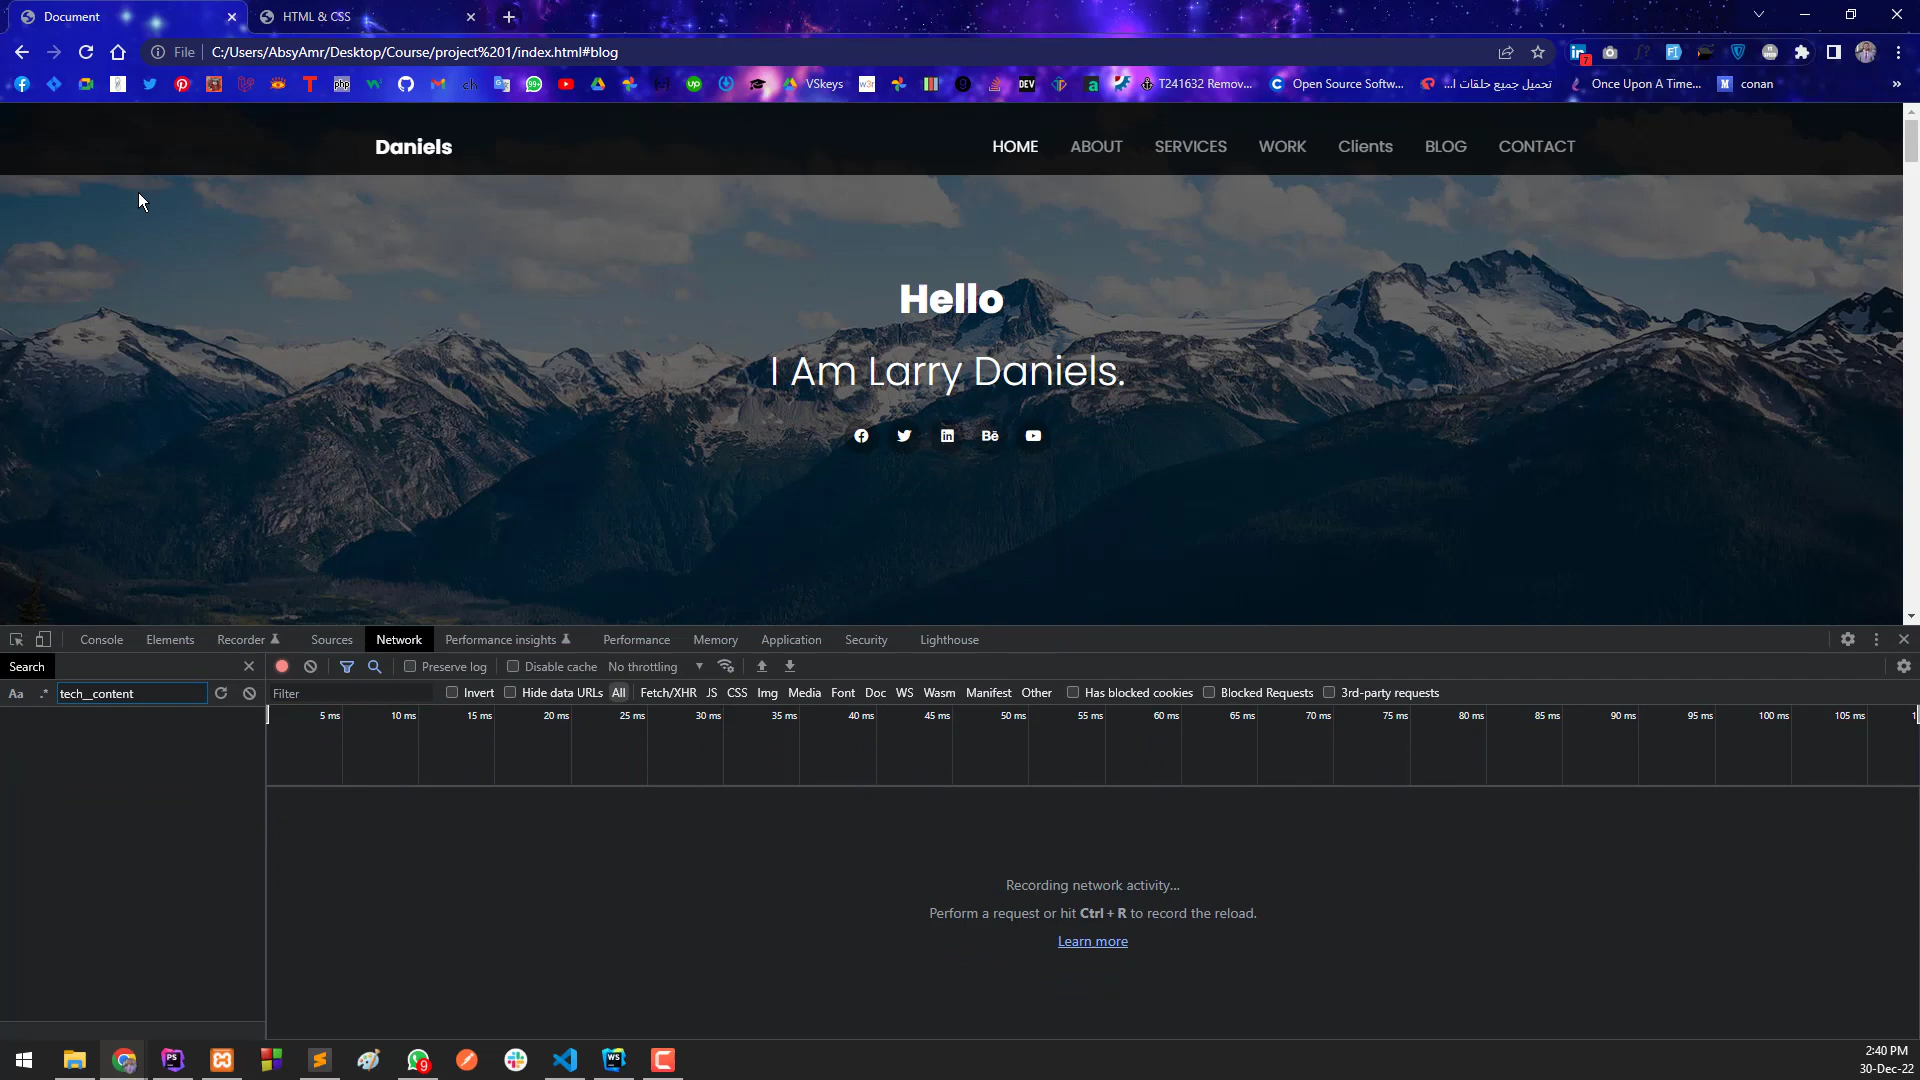 Document
HTML & CSS
File
C:/Users/AbsyAmr/Desktop/Course/project%201/index.html#blog
VSkeys
T241632 Remov...
Open Source Softw...
تحميل جميع حلقات ا...
Once Upon A Time...
conan
»
Daniels
HOME
ABOUT
SERVICES
WORK
Clients
BLOG
CONTACT
Hello
I Am Larry Daniels.
Console
Elements
Recorder
Sources
Network
Performance insights
Performance
Memory
Application
Security
Lighthouse
Search
Preserve log
Disable cache
No throttling
Aa
.*
tech__content
Filter
Invert
Hide data URLs
All
Fetch/XHR
JS
CSS
Img
Media
Font
Doc
WS
Wasm
Manifest
Other
Has blocked cookies
Blocked Requests
3rd-party requests
5 ms
10 ms
15 ms
20 ms
25 ms
30 ms
35 ms
40 ms
45 ms
50 ms
55 ms
60 ms
65 ms
70 ms
75 ms
80 ms
85 ms
90 ms
95 ms
100 ms
105 ms
Recording network activity...
Perform a request or hit Ctrl + R to record the reload.
Learn more
2:40 PM
30-Dec-22